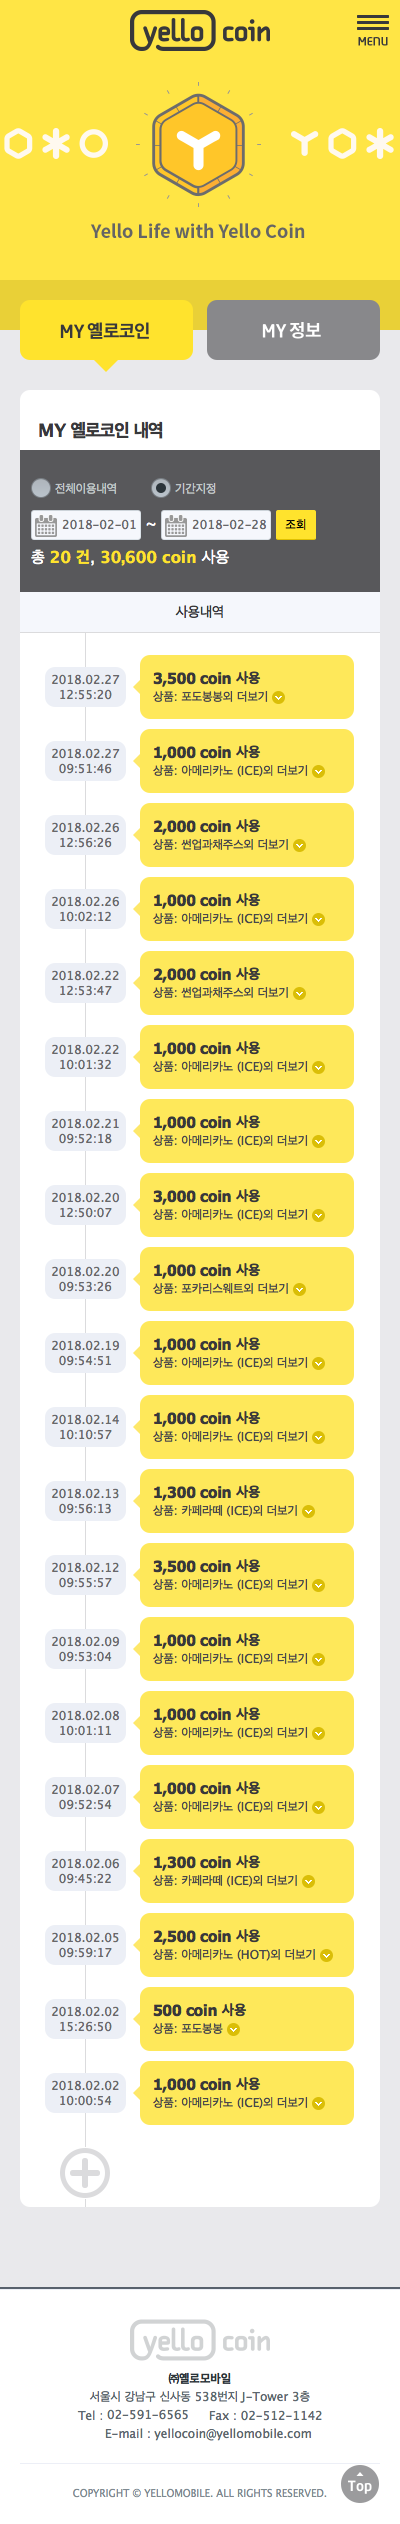 yello coin
MENU
Yello Life with Yello Coin
MY 옐로코인
MY 정보
MY 옐로코인 내역
전체이용내역 기간지정
2018-02-01 ~ 2018-02-28 조회
총 20 건, 30,600 coin 사용
사용내역
2018.02.27
12:55:20
3,500 coin 사용
상품: 포도봉봉외 더보기
2018.02.27
09:51:46
1,000 coin 사용
상품: 아메리카노 (ICE)외 더보기
2018.02.26
12:56:26
2,000 coin 사용
상품: 썬업과채주스외 더보기
2018.02.26
10:02:12
1,000 coin 사용
상품: 아메리카노 (ICE)외 더보기
2018.02.22
12:53:47
2,000 coin 사용
상품: 썬업과채주스외 더보기
2018.02.22
10:01:32
1,000 coin 사용
상품: 아메리카노 (ICE)외 더보기
2018.02.21
09:52:18
1,000 coin 사용
상품: 아메리카노 (ICE)외 더보기
2018.02.20
12:50:07
3,000 coin 사용
상품: 아메리카노 (ICE)외 더보기
2018.02.20
09:53:26
1,000 coin 사용
상품: 포카리스웨트외 더보기
2018.02.19
09:54:51
1,000 coin 사용
상품: 아메리카노 (ICE)외 더보기
2018.02.14
10:10:57
1,000 coin 사용
상품: 아메리카노 (ICE)외 더보기
2018.02.13
09:56:13
1,300 coin 사용
상품: 카페라떼 (ICE)외 더보기
2018.02.12
09:55:57
3,500 coin 사용
상품: 아메리카노 (ICE)외 더보기
2018.02.09
09:53:04
1,000 coin 사용
상품: 아메리카노 (ICE)외 더보기
2018.02.08
10:01:11
1,000 coin 사용
상품: 아메리카노 (ICE)외 더보기
2018.02.07
09:52:54
1,000 coin 사용
상품: 아메리카노 (ICE)외 더보기
2018.02.06
09:45:22
1,300 coin 사용
상품: 카페라떼 (ICE)외 더보기
2018.02.05
09:59:17
2,500 coin 사용
상품: 아메리카노 (HOT)외 더보기
2018.02.02
15:26:50
500 coin 사용
상품: 포도봉봉
2018.02.02
10:00:54
1,000 coin 사용
상품: 아메리카노 (ICE)외 더보기
yello coin
㈜옐로모바일
서울시 강남구 신사동 538번지 J-Tower 3층
Tel : 02-591-6565 Fax : 02-512-1142
E-mail : yellocoin@yellomobile.com
COPYRIGHT © YELLOMOBILE. ALL RIGHTS RESERVED.
Top